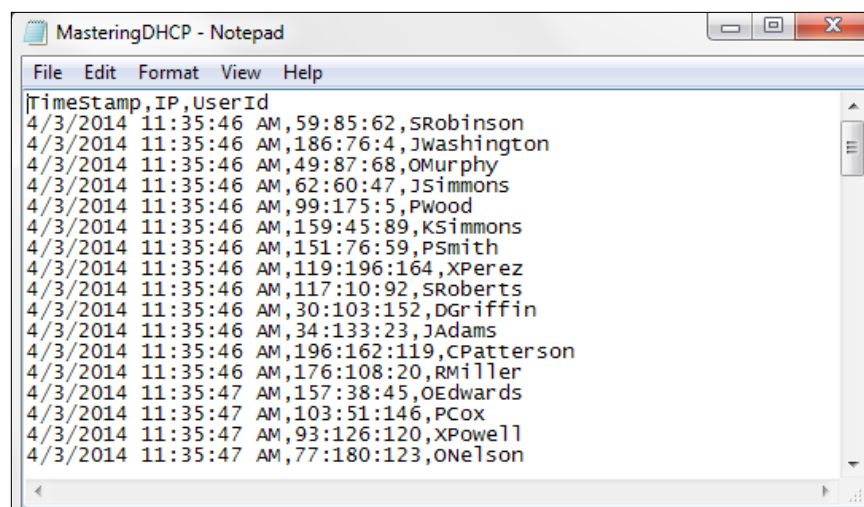 MasteringDHCP - Notepad
File Edit Format View Help
TimeStamp,IP,UserId
4/3/2014 11:35:46 AM,59:85:62,SRobinson
4/3/2014 11:35:46 AM,186:76:4,JWashington
4/3/2014 11:35:46 AM,49:87:68,OMurphy
4/3/2014 11:35:46 AM,62:60:47,JSimmons
4/3/2014 11:35:46 AM,99:175:5,PWood
4/3/2014 11:35:46 AM,159:45:89,KSimmons
4/3/2014 11:35:46 AM,151:76:59,PSmith
4/3/2014 11:35:46 AM,119:196:164,XPerez
4/3/2014 11:35:46 AM,117:10:92,SRoberts
4/3/2014 11:35:46 AM,30:103:152,DGriffin
4/3/2014 11:35:46 AM,34:133:23,JAdams
4/3/2014 11:35:46 AM,196:162:119,CPatterson
4/3/2014 11:35:46 AM,176:108:20,RMiller
4/3/2014 11:35:47 AM,157:38:45,OEdwards
4/3/2014 11:35:47 AM,103:51:146,PCox
4/3/2014 11:35:47 AM,93:126:120,XPowell
4/3/2014 11:35:47 AM,77:180:123,ONelson